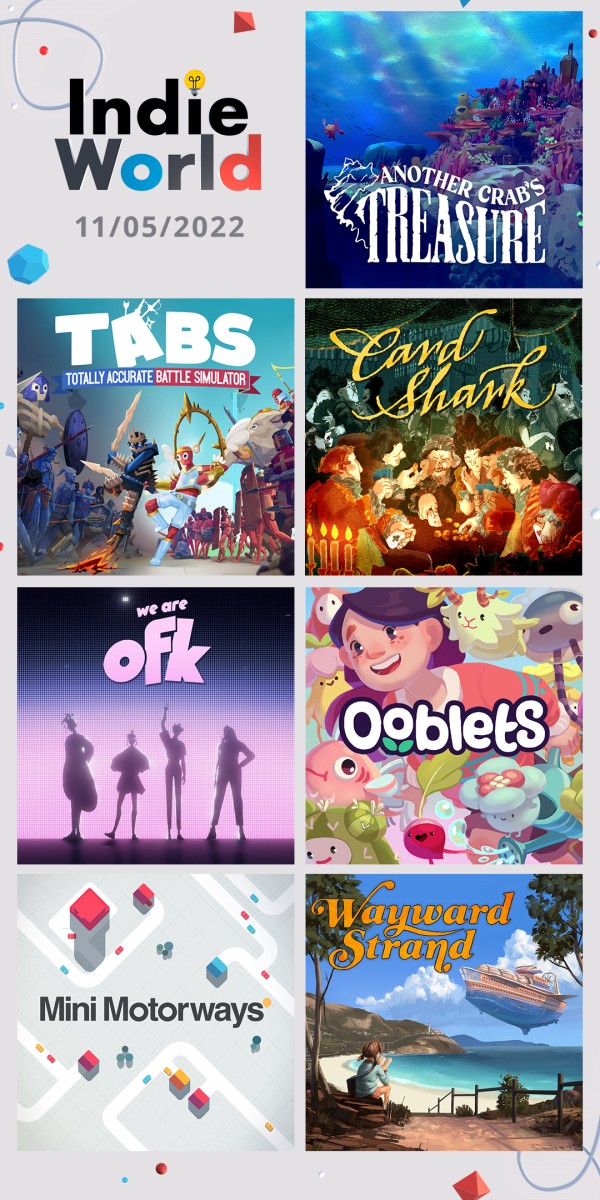 Indie
World
11/05/2022
ANOTHER CRAB'S
TREASURE
TABS
TOTALLY ACCURATE BATTLE SIMULATOR
Card
Shark
we are
ofk
Ooblets
Mini Motorways
Wayward
Strand